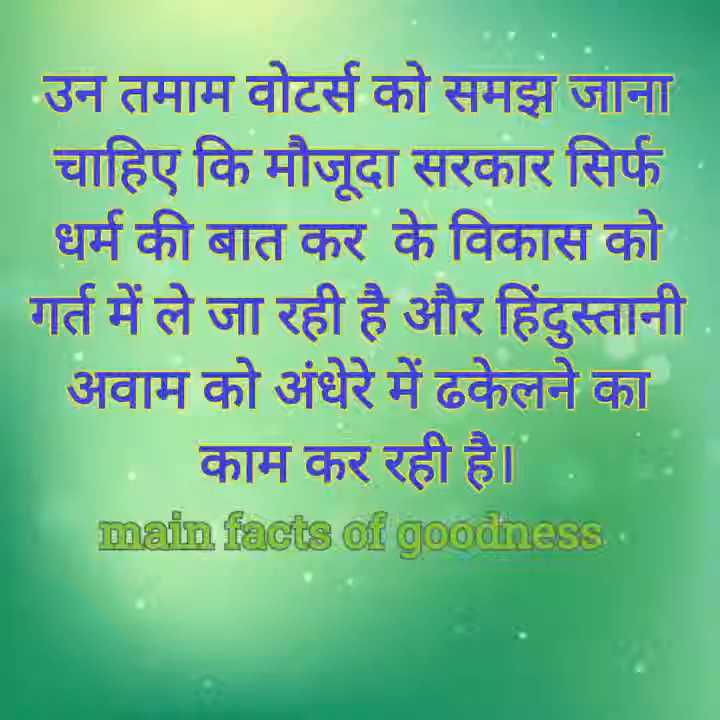 उन तमाम वोटर्स को समझ जाना
चाहिए कि मौजूदा सरकार सिर्फ
धर्म की बात कर के विकास को
गर्त में ले जा रही है और हिंदुस्तानी
अवाम को अंधेरे में ढकेलने का
काम कर रही है।
main facts of goodness